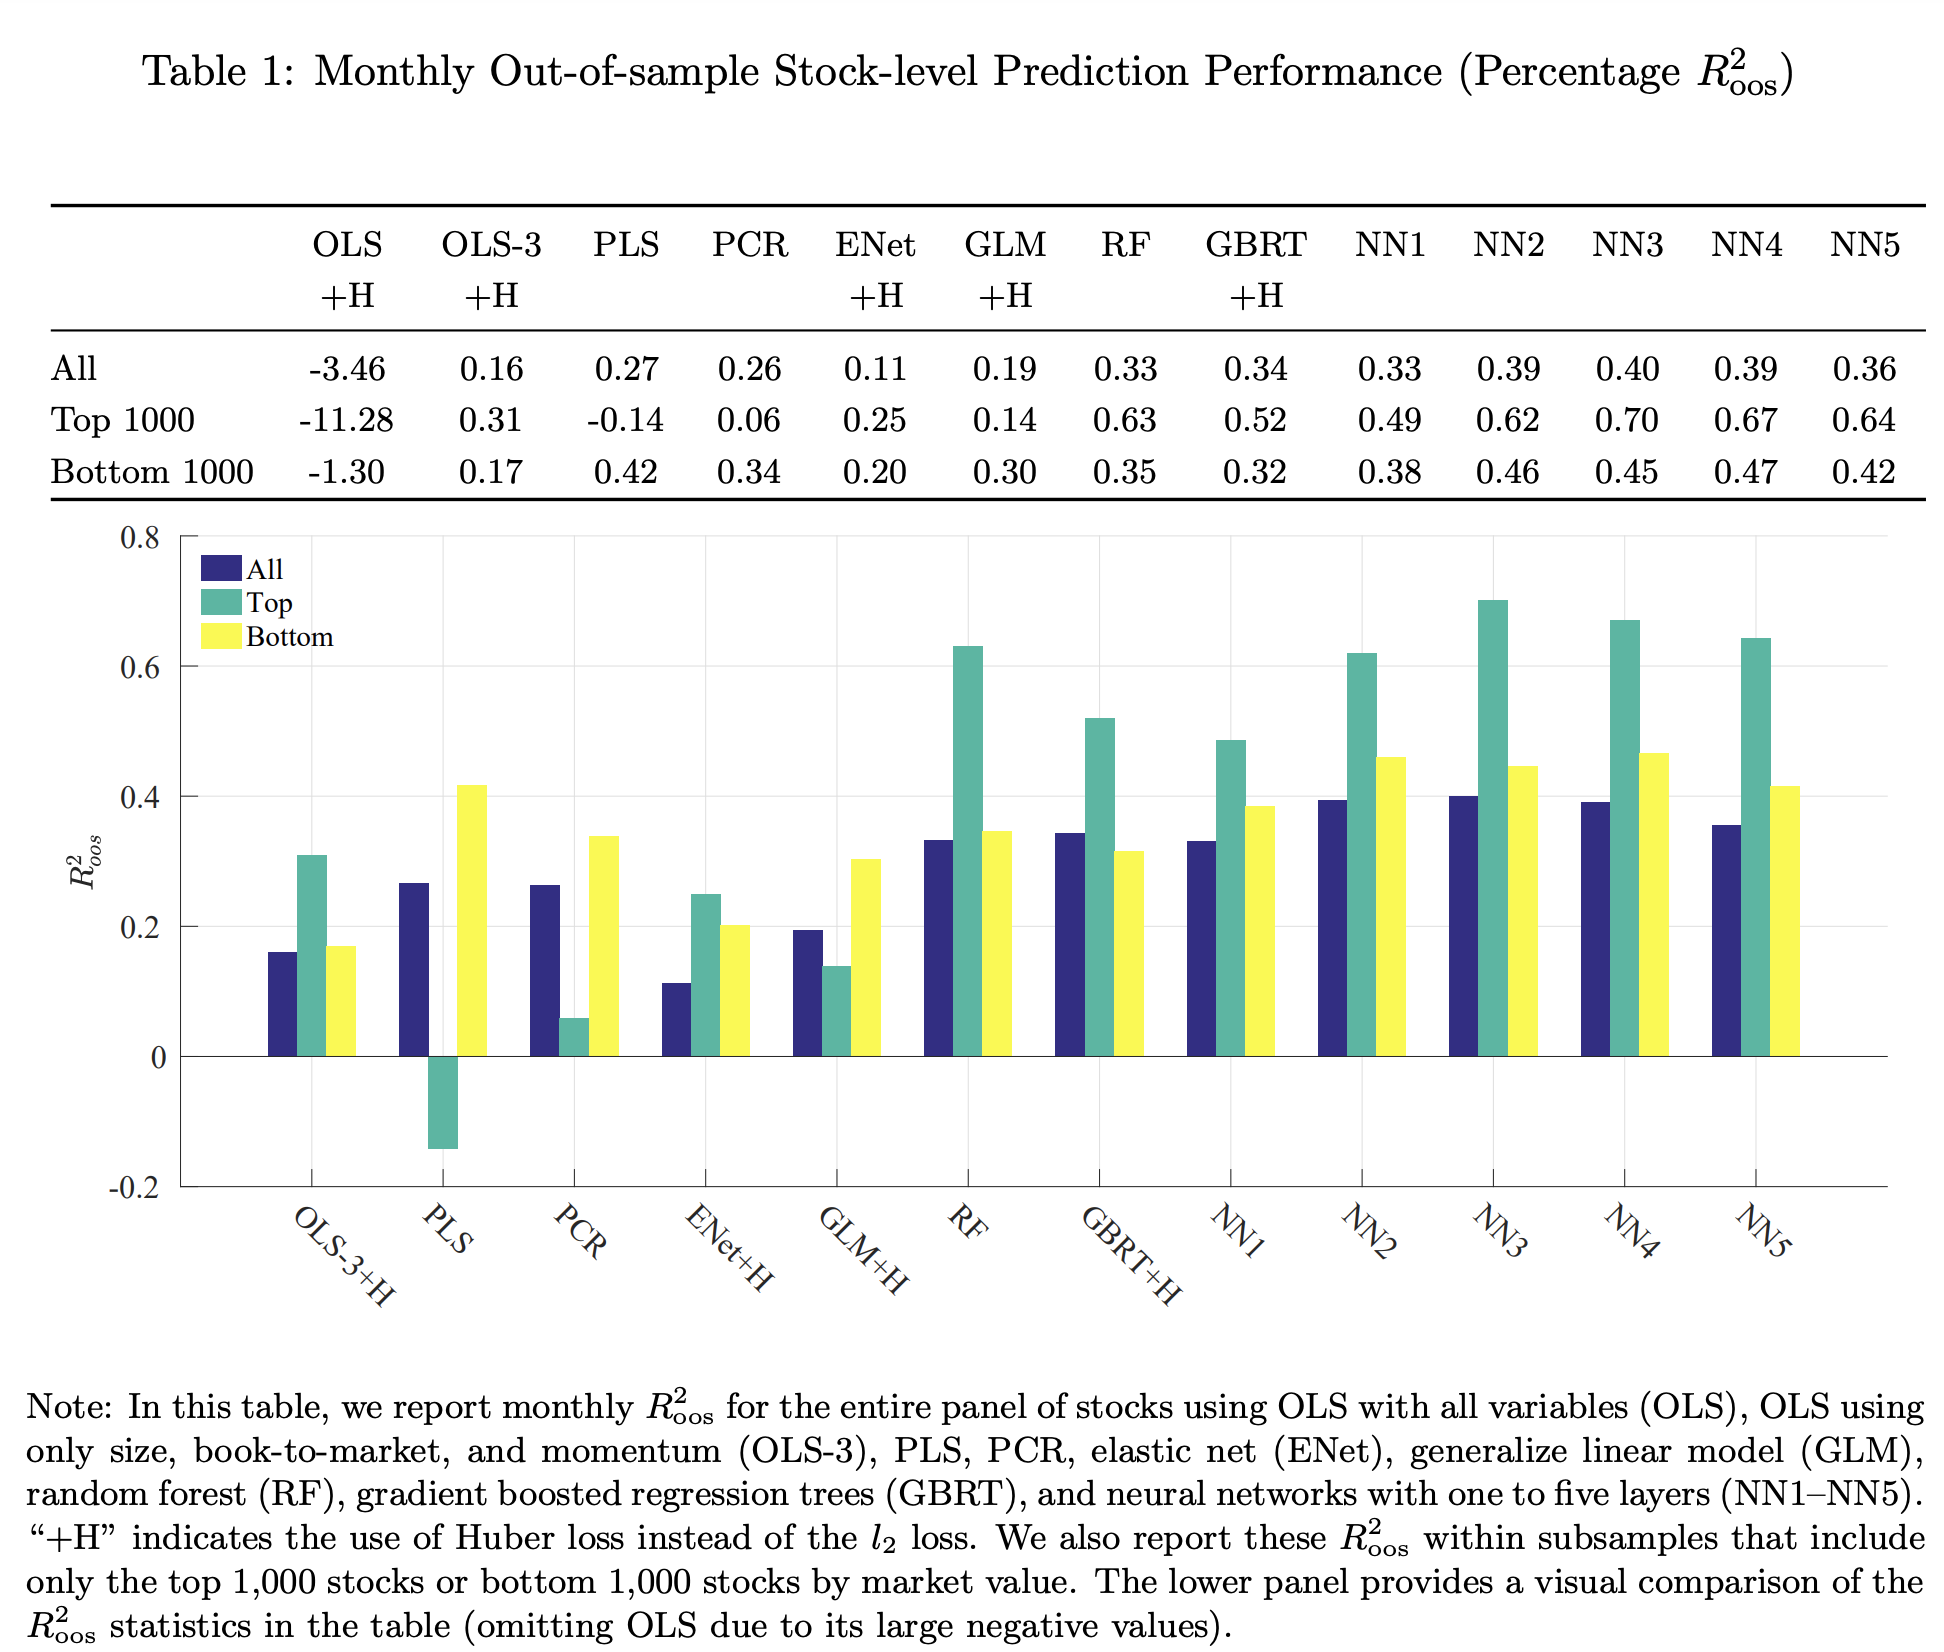 Table 1: Monthly Out-of-sample Stock-level Prediction Performance (Percentage R²oos)
OLS OLS-3 PLS PCR ENet GLM RF GBRT NN1 NN2 NN3 NN4 NN5
+H +H +H +H +H
All -3.46 0.16 0.27 0.26 0.11 0.19 0.33 0.34 0.33 0.39 0.40 0.39 0.36
Top 1000 -11.28 0.31 -0.14 0.06 0.25 0.14 0.63 0.52 0.49 0.62 0.70 0.67 0.64
Bottom 1000 -1.30 0.17 0.42 0.34 0.20 0.30 0.35 0.32 0.38 0.46 0.45 0.47 0.42
0.8
All
Top
Bottom
0.6
0.4
R²oos
0.2
0
-0.2
OLS-3+H PLS PCR ENet+H GLM+H RF GBRT+H NN1 NN2 NN3 NN4 NN5
Note: In this table, we report monthly R²oos for the entire panel of stocks using OLS with all variables (OLS), OLS using
only size, book-to-market, and momentum (OLS-3), PLS, PCR, elastic net (ENet), generalize linear model (GLM),
random forest (RF), gradient boosted regression trees (GBRT), and neural networks with one to five layers (NN1–NN5).
“+H” indicates the use of Huber loss instead of the l₂ loss. We also report these R²oos within subsamples that include
only the top 1,000 stocks or bottom 1,000 stocks by market value. The lower panel provides a visual comparison of the
R²oos statistics in the table (omitting OLS due to its large negative values).